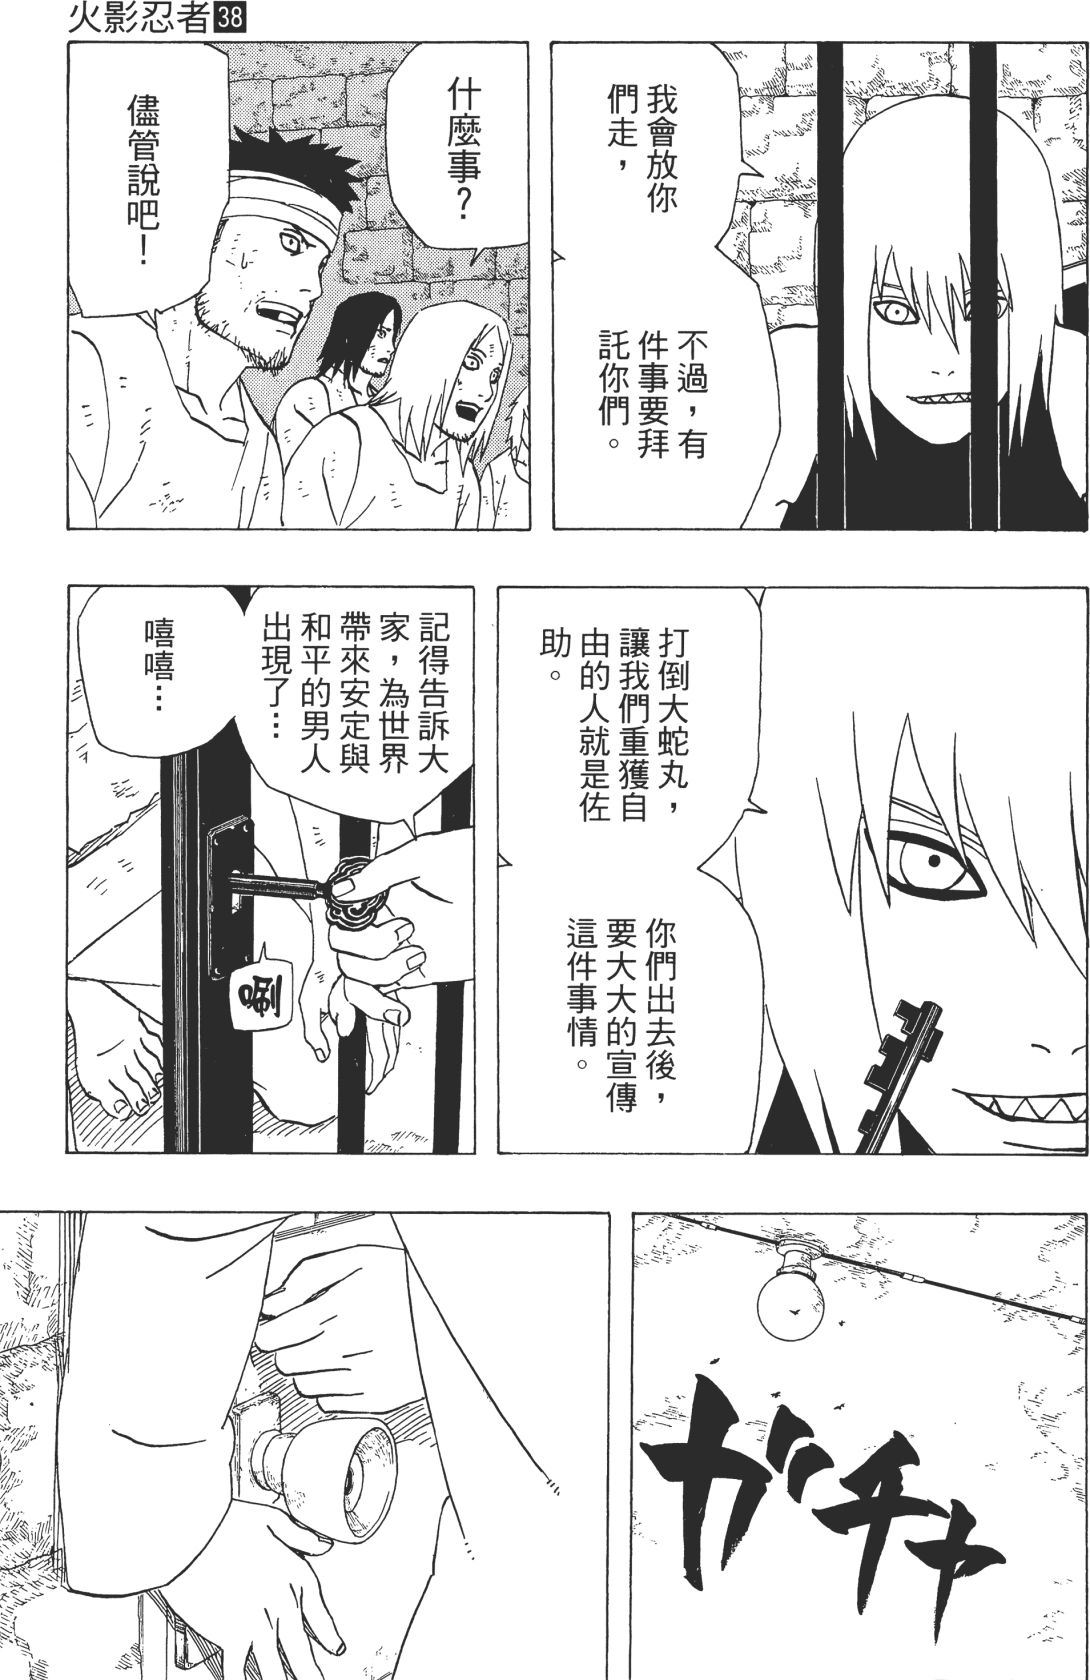 火影忍者38
我會放你
們走，
不過，有
件事要拜
託你們。
什麼事？
儘管說吧！
打倒大蛇丸，
讓我們重獲自
由的人就是佐
助。
你們出去後，
要大大的宣傳
這件事情。
記得告訴大
家，為世界
帶來安定與
和平的男人
出現了…
嘻嘻…
唰
ガチャ